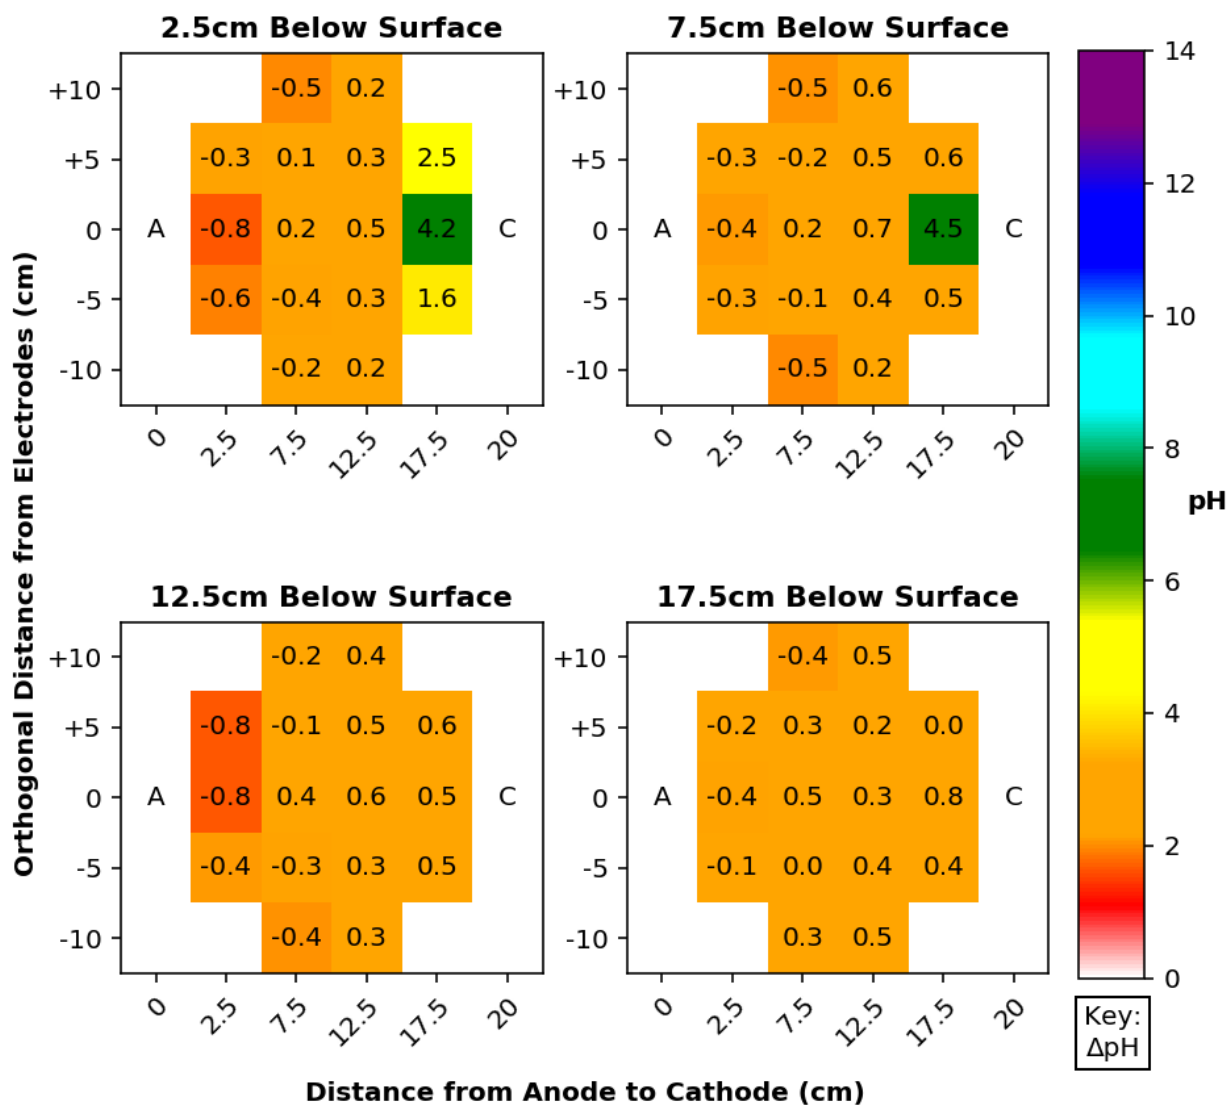 2.5cm Below Surface
7.5cm Below Surface
+10 -0.5 0.2
+5 -0.3 0.1 0.3 2.5
0 A -0.8 0.2 0.5 4.2 C
-5 -0.6 -0.4 0.3 1.6
-10 -0.2 0.2
0 2.5 7.5 12.5 17.5 20
+10 -0.5 0.6
+5 -0.3 -0.2 0.5 0.6
0 A -0.4 0.2 0.7 4.5 C
-5 -0.3 -0.1 0.4 0.5
-10 -0.5 0.2
0 2.5 7.5 12.5 17.5 20
12.5cm Below Surface
17.5cm Below Surface
+10 -0.2 0.4
+5 -0.8 -0.1 0.5 0.6
0 A -0.8 0.4 0.6 0.5 C
-5 -0.4 -0.3 0.3 0.5
-10 -0.4 0.3
0 2.5 7.5 12.5 17.5 20
+10 -0.4 0.5
+5 -0.2 0.3 0.2 0.0
0 A -0.4 0.5 0.3 0.8 C
-5 -0.1 0.0 0.4 0.4
-10 0.3 0.5
0 2.5 7.5 12.5 17.5 20
Orthogonal Distance from Electrodes (cm)
Distance from Anode to Cathode (cm)
14
12
10
8
6
4
2
0
pH
Key:
ΔpH